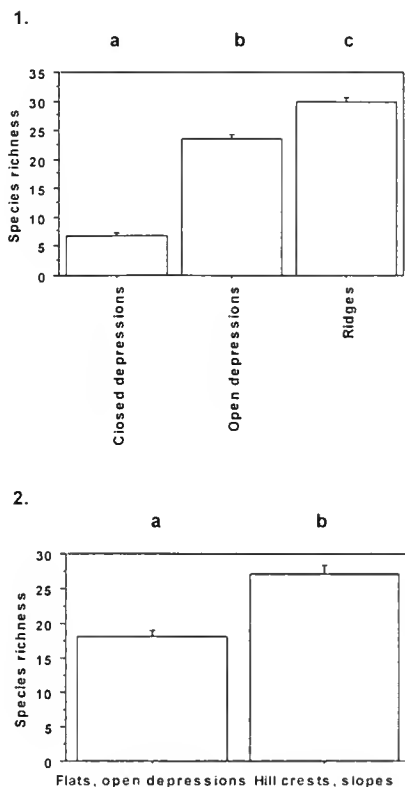 1.
a b c
35
30
25
20
15
10
5
0
Species richness
Closed depressions
Open depressions
Ridges
2.
a b
30
25
20
15
10
5
0
Species richness
Flats, open depressions Hill crests, slopes